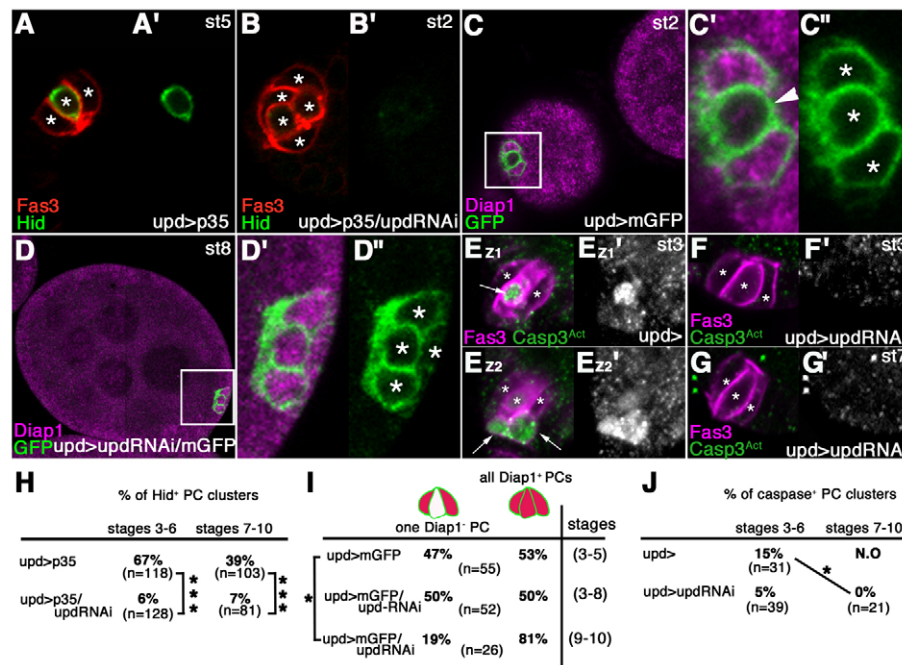 A A' st5 B B' st2 C st2 C' C"
Fas3
Hid upd>p35
Fas3
Hid upd>p35/updRNAi
Diap1
GFP upd>mGFP
D st8 D' D" Ez1 Ez1' st3 F F' st3
Fas3 Casp3Act upd>
Fas3
Casp3Act upd>updRNA
Ez2 Ez2' G G' st7
Diap1
GFP upd>updRNAi/mGFP
Fas3
Casp3Act upd>updRNA
H
% of Hid+ PC clusters
stages 3-6 stages 7-10
upd>p35 67% 39%
(n=118) (n=103)
upd>p35/ 6% 7%
updRNAi (n=128) (n=81)
* * * * * *
I
all Diap1+ PCs
one Diap1- PC stages
upd>mGFP 47% 53% (3-5)
(n=55)
upd>mGFP/ 50% 50% (3-8)
upd-RNAi (n=52)
upd>mGFP/ 19% 81% (9-10)
updRNAi (n=26)
*
J
% of caspase+ PC clusters
stages 3-6 stages 7-10
upd> 15% N.O
(n=31)
*
upd>updRNAi 5% 0%
(n=39) (n=21)